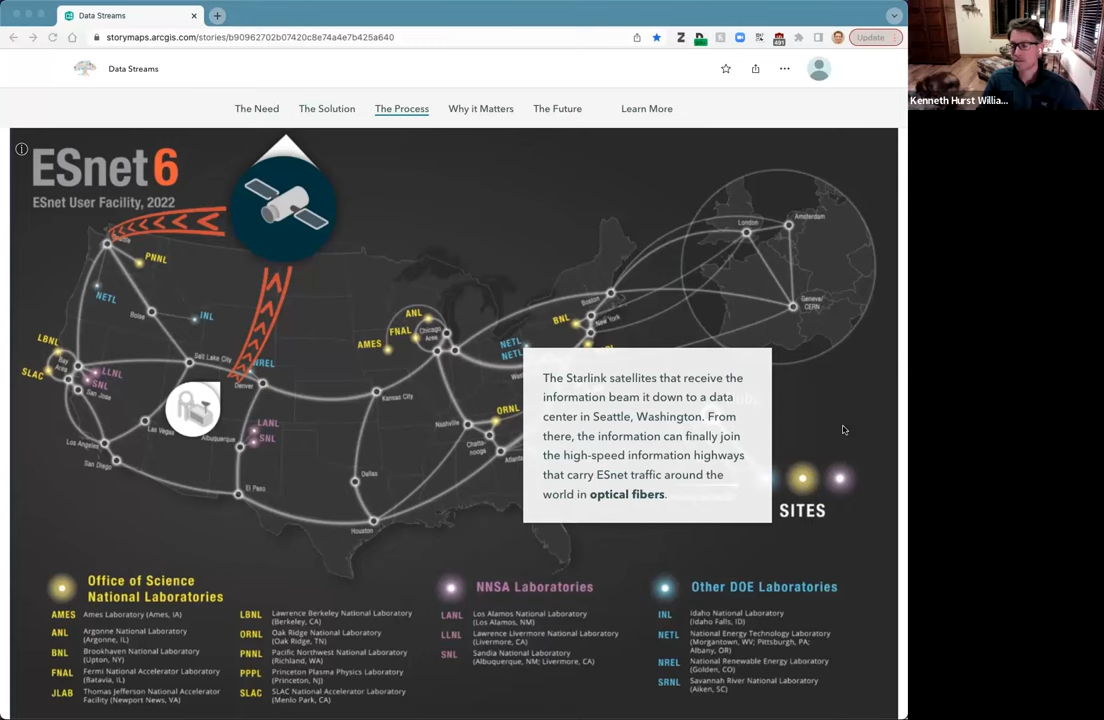 Data Streams
storymaps.arcgis.com/stories/b90962702b07420c8e74a4e7b425a640
491
Update
Data Streams
The Need
The Solution
The Process
Why it Matters
The Future
Learn More
Kenneth Hurst Willia...
ESnet 6
ESnet User Facility, 2022
PNNL
NETL
INL
Boise
Salt Lake City
LBNL
Bay
Area
SLAC
LLNL
SNL
San Jose
Las Vegas
Los Angeles
San Diego
NREL
Denver
LANL
SNL
Albuquerque
El Paso
AMES
ANL
FNAL
Chicago
Area
Kansas City
Dallas
Houston
Nashville
ORNL
Chatta-
nooga
NETL
NETL
BNL
Boston
New York
London
Amsterdam
Geneva/
CERN
The Starlink satellites that receive the
information beam it down to a data
center in Seattle, Washington. From
there, the information can finally join
the high-speed information highways
that carry ESnet traffic around the
world in optical fibers.
SITES
Office of Science
National Laboratories
AMES Ames Laboratory (Ames, IA)
ANL Argonne National Laboratory
(Argonne, IL)
BNL Brookhaven National Laboratory
(Upton, NY)
FNAL Fermi National Accelerator Laboratory
(Batavia, IL)
JLAB Thomas Jefferson National Accelerator
Facility (Newport News, VA)
LBNL Lawrence Berkeley National Laboratory
(Berkeley, CA)
ORNL Oak Ridge National Laboratory
(Oak Ridge, TN)
PNNL Pacific Northwest National Laboratory
(Richland, WA)
PPPL Princeton Plasma Physics Laboratory
(Princeton, NJ)
SLAC SLAC National Accelerator Laboratory
(Menlo Park, CA)
NNSA Laboratories
LANL Los Alamos National Laboratory
(Los Alamos, NM)
LLNL Lawrence Livermore National Laboratory
(Livermore, CA)
SNL Sandia National Laboratory
(Albuquerque, NM; Livermore, CA)
Other DOE Laboratories
INL Idaho National Laboratory
(Idaho Falls, ID)
NETL National Energy Technology Laboratory
(Morgantown, WV; Pittsburgh, PA;
Albany, OR)
NREL National Renewable Energy Laboratory
(Golden, CO)
SRNL Savannah River National Laboratory
(Aiken, SC)